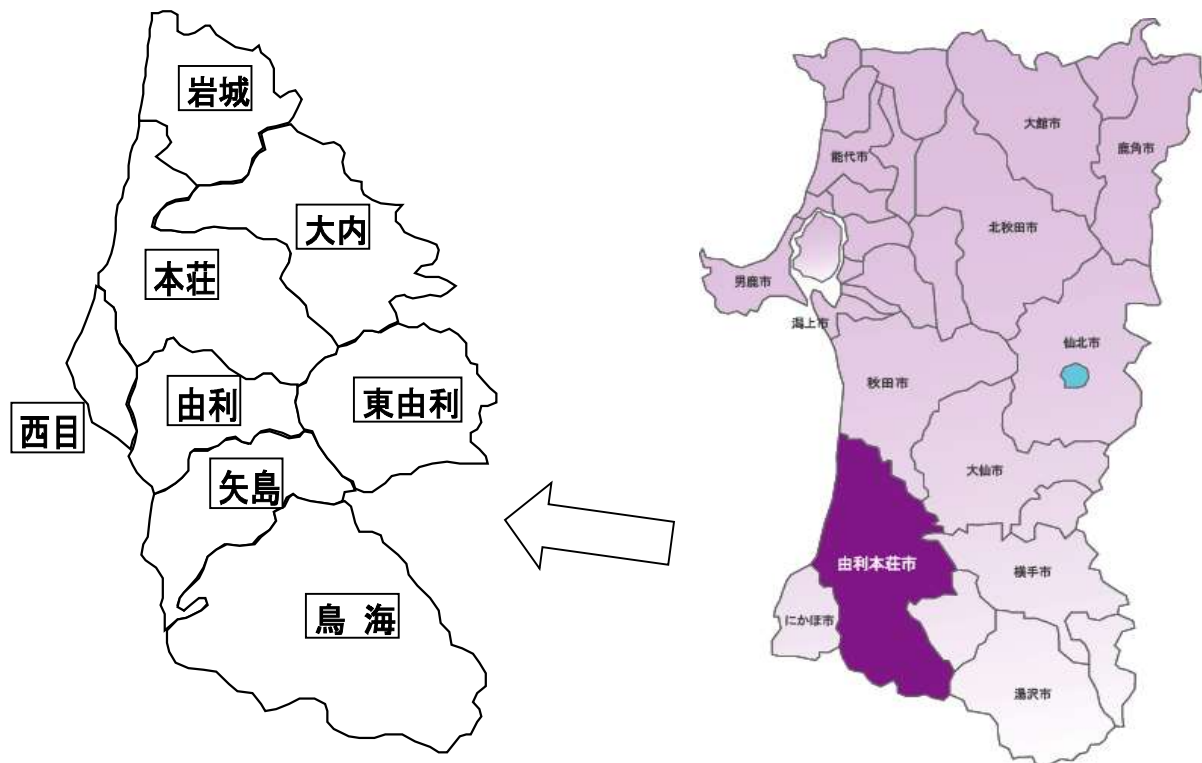 岩城
大内
本荘
由利
東由利
西目
矢島
鳥 海
大館市
鹿角市
能代市
北秋田市
男鹿市
潟上市
仙北市
秋田市
大仙市
由利本荘市
横手市
にかほ市
湯沢市